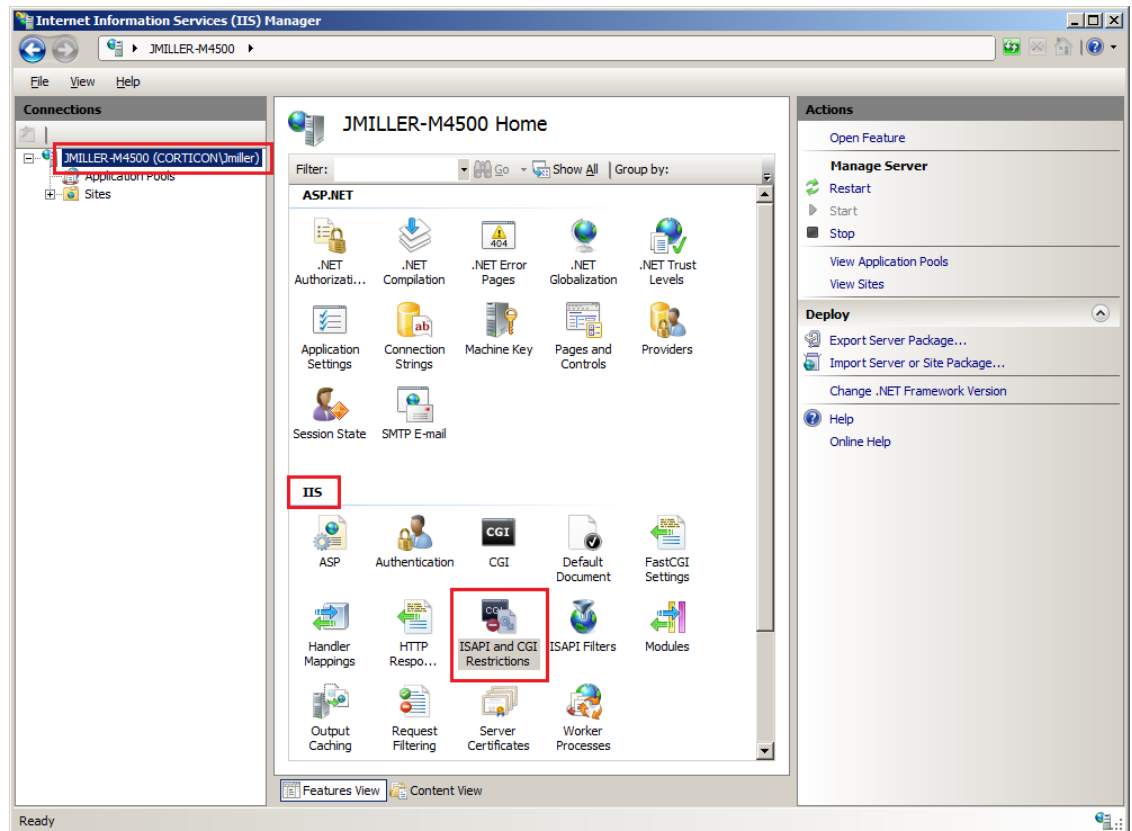 Internet Information Services (IIS) Manager
JMILLER-M4500
File View Help
Connections
JMILLER-M4500 (CORTICON\Jmiller)
Application Pools
Sites
JMILLER-M4500 Home
Filter: Go Show All Group by:
ASP.NET
.NET Authorizati...
.NET Compilation
.NET Error Pages
.NET Globalization
.NET Trust Levels
404
Application Settings
ab
Connection Strings
Machine Key
Pages and Controls
Providers
Session State
SMTP E-mail
IIS
ASP
Authentication
CGI
CGI
Default Document
FastCGI Settings
Handler Mappings
HTTP Respo...
CGI
ISAPI and CGI Restrictions
ISAPI Filters
Modules
Output Caching
Request Filtering
Server Certificates
Worker Processes
Features View Content View
Actions
Open Feature
Manage Server
Restart
Start
Stop
View Application Pools
View Sites
Deploy
Export Server Package...
Import Server or Site Package...
Change .NET Framework Version
Help
Online Help
Ready